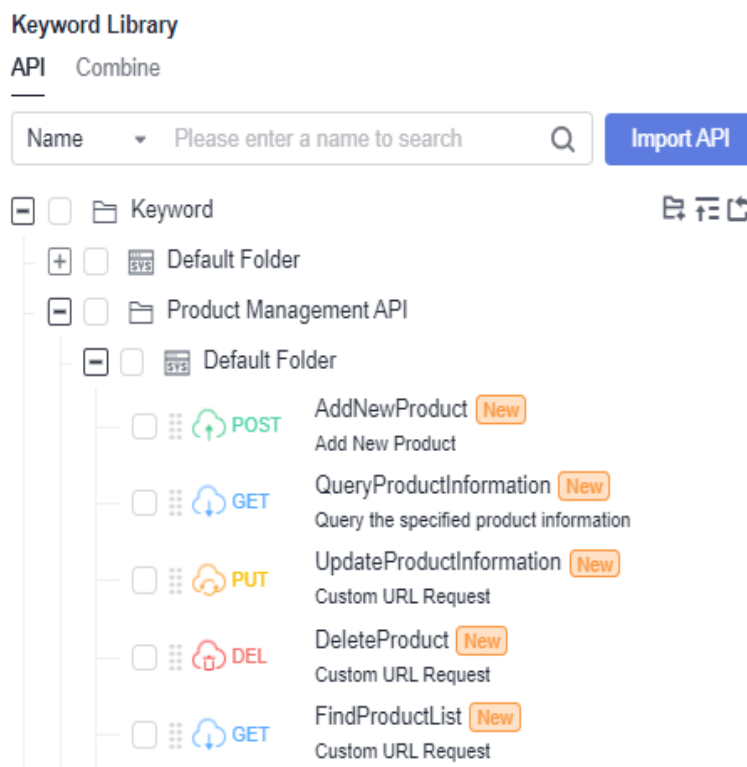 Keyword Library
API Combine
Name Please enter a name to search Import API
Keyword
SYS Default Folder
Product Management API
SYS Default Folder
AddNewProduct New
POST
Add New Product
QueryProductInformation New
GET
Query the specified product information
UpdateProductInformation New
PUT
Custom URL Request
DeleteProduct New
DEL
Custom URL Request
FindProductList New
GET
Custom URL Request